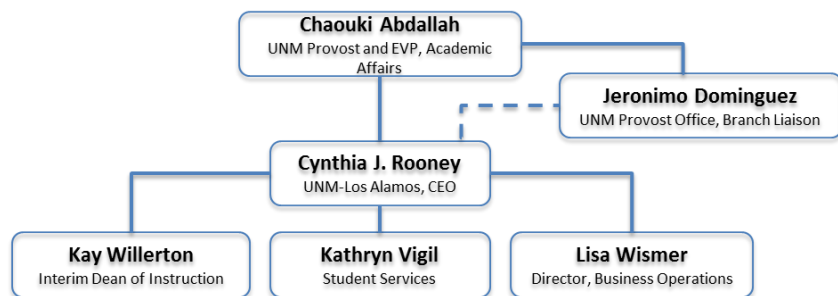 Chaouki Abdallah
UNM Provost and EVP, Academic
Affairs
Jeronimo Dominguez
UNM Provost Office, Branch Liaison
Cynthia J. Rooney
UNM-Los Alamos, CEO
Kay Willerton
Interim Dean of Instruction
Kathryn Vigil
Student Services
Lisa Wismer
Director, Business Operations